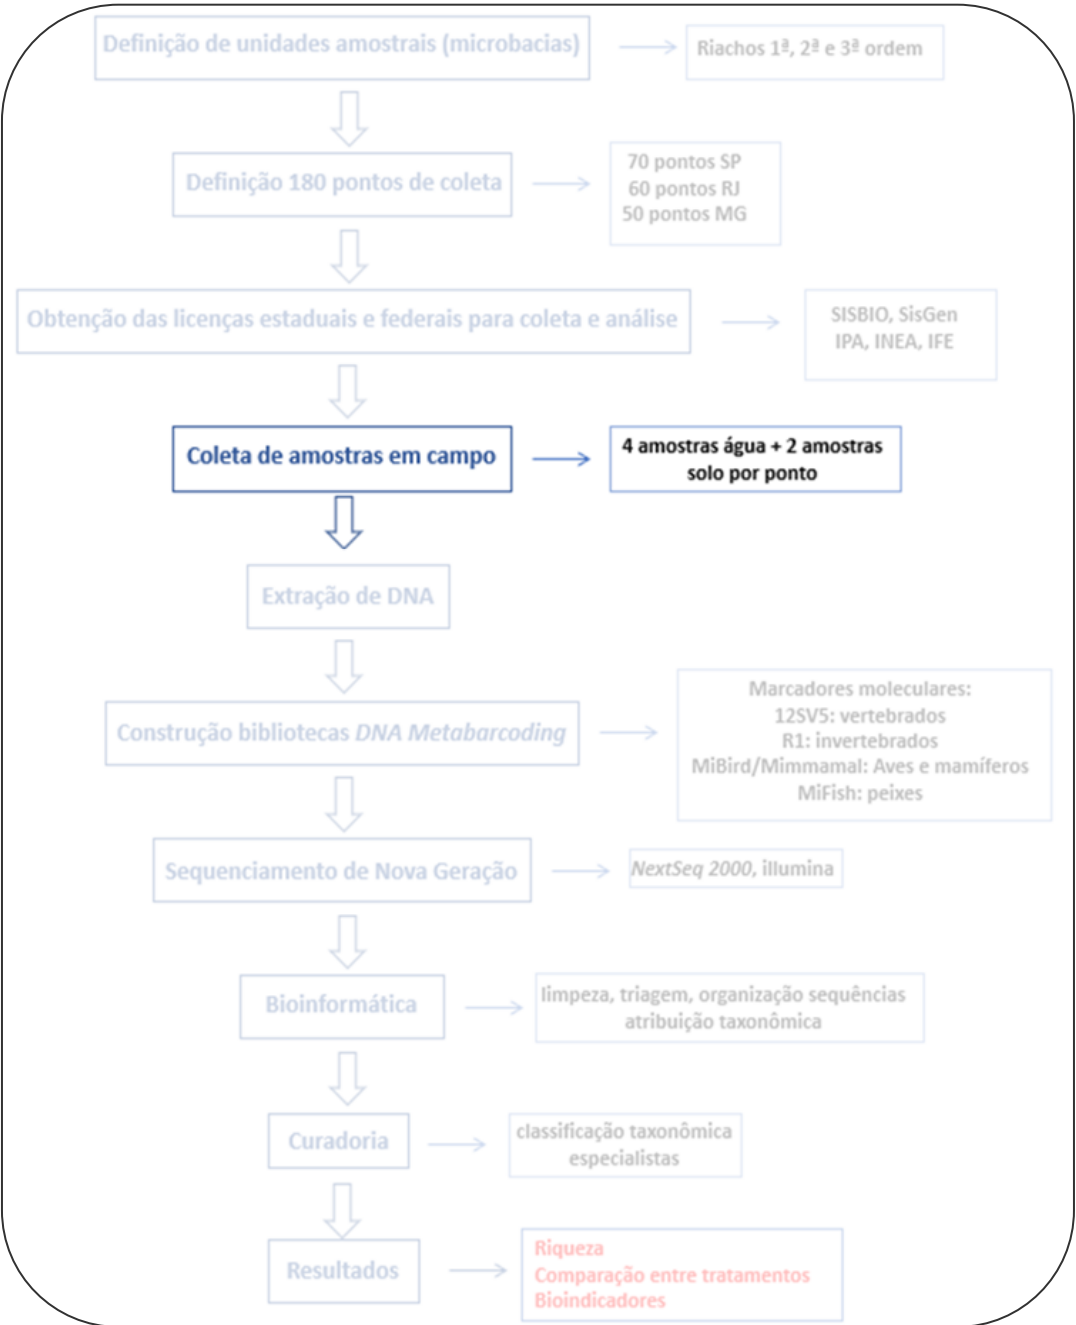 Definição de unidades amostrais (microbacias)
Riachos 1ª, 2ª e 3ª ordem
Definição 180 pontos de coleta
70 pontos SP
60 pontos RJ
50 pontos MG
Obtenção das licenças estaduais e federais para coleta e análise
SISBIO, SisGen
IPA, INEA, IFE
Coleta de amostras em campo
4 amostras água + 2 amostras
solo por ponto
Extração de DNA
Construção bibliotecas DNA Metabarcoding
Marcadores moleculares:
12SV5: vertebrados
R1: invertebrados
MiBird/Mimmamal: Aves e mamíferos
MiFish: peixes
Sequenciamento de Nova Geração
NextSeq 2000, illumina
Bioinformática
limpeza, triagem, organização sequências
atribuição taxonômica
Curadoria
classificação taxonômica
especialistas
Resultados
Riqueza
Comparação entre tratamentos
Bioindicadores